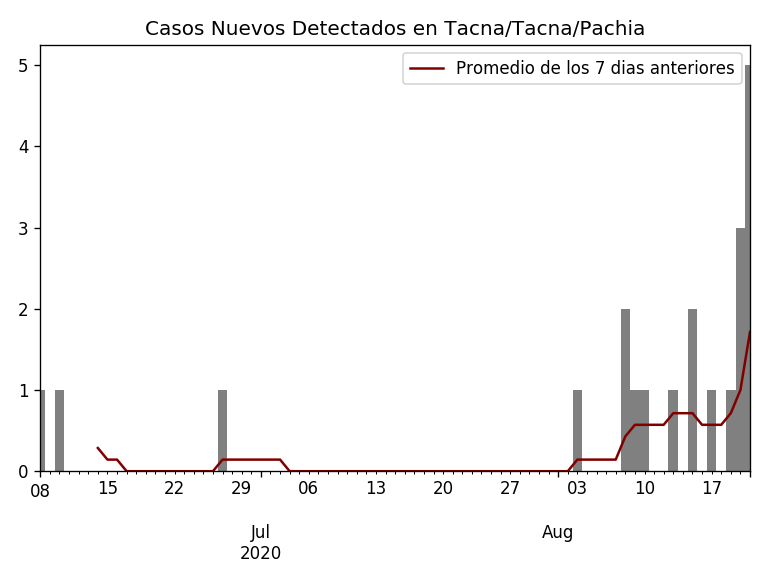 Casos Nuevos Detectados en Tacna/Tacna/Pachia
Promedio de los 7 dias anteriores
5
4
3
2
1
0
08 15 22 29 06 13 20 27 03 10 17
Jul Aug
2020